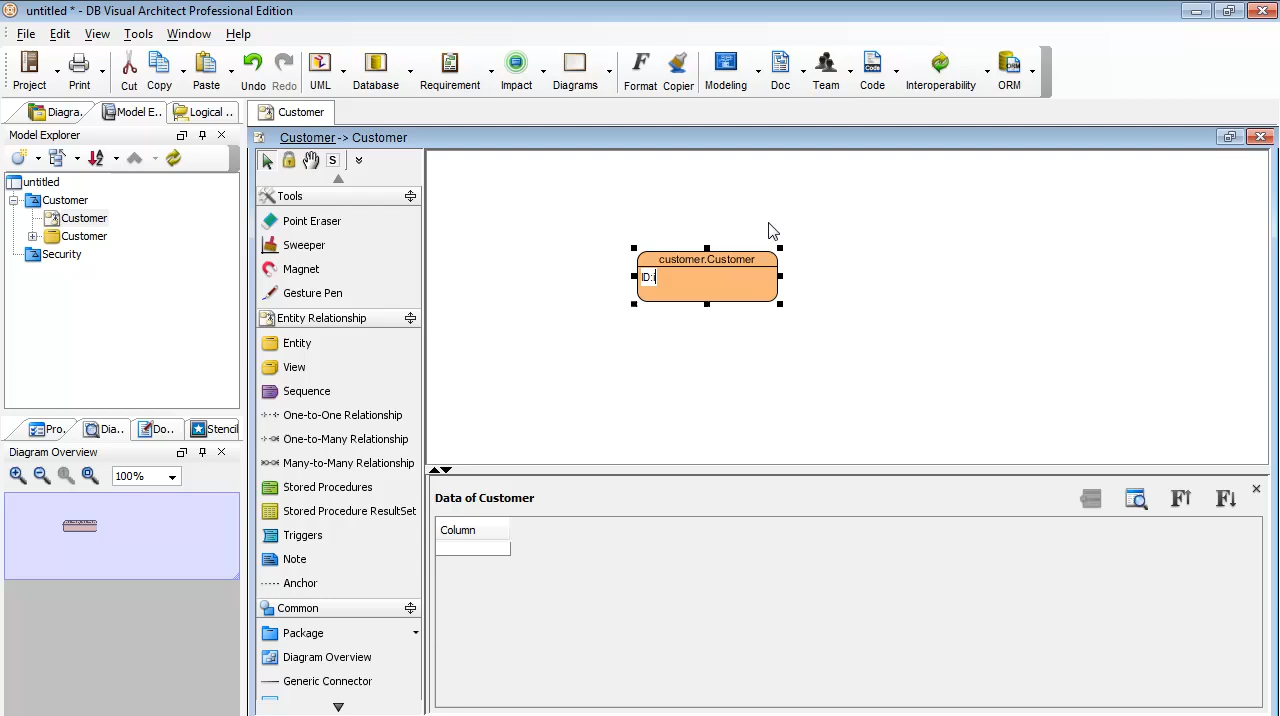 untitled * - DB Visual Architect Professional Edition
File Edit View Tools Window Help
Project Print Cut Copy Paste Undo Redo UML Database Requirement Impact Diagrams Format Copier Modeling Doc Team Code Interoperability ORM
Diagra.. Model E.. Logical ..
Customer
Model Explorer
Customer -> Customer
untitled
Customer
Customer
Customer
Security
Tools
Point Eraser
Sweeper
Magnet
Gesture Pen
Entity Relationship
Entity
View
Sequence
One-to-One Relationship
One-to-Many Relationship
Many-to-Many Relationship
Stored Procedures
Stored Procedure ResultSet
Triggers
Note
Anchor
Common
Package
Diagram Overview
Generic Connector
customer.Customer
ID:i
Pro.. Dia.. Do.. Stencil
Diagram Overview
100%
Data of Customer
Column